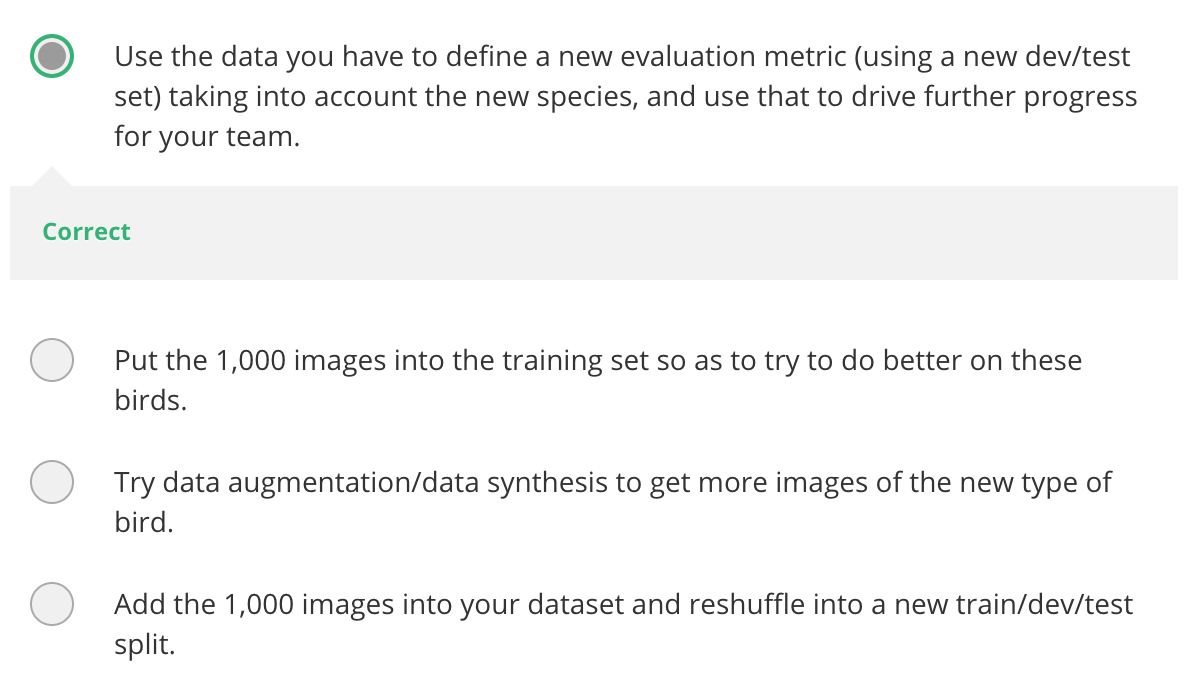 Use the data you have to define a new evaluation metric (using a new dev/test
set) taking into account the new species, and use that to drive further progress
for your team.
Correct
Put the 1,000 images into the training set so as to try to do better on these
birds.
Try data augmentation/data synthesis to get more images of the new type of
bird.
Add the 1,000 images into your dataset and reshuffle into a new train/dev/test
split.